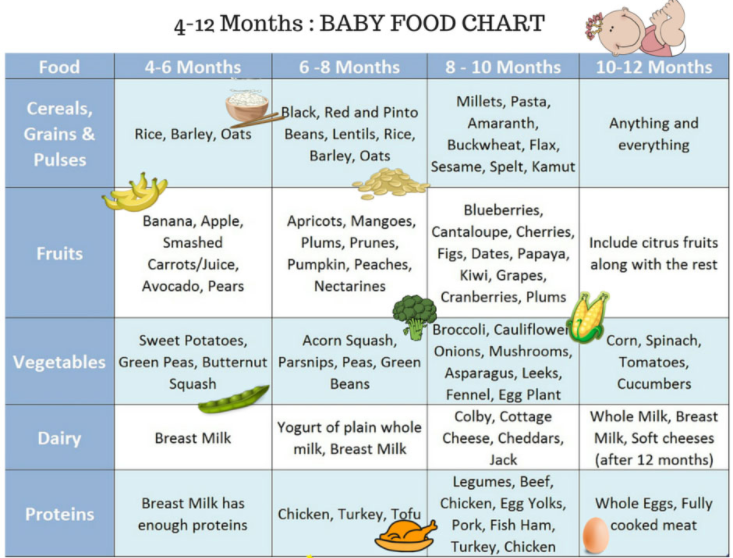 4-12 Months : BABY FOOD CHART
Food
4-6 Months
6 -8 Months
8 - 10 Months
10-12 Months
Cereals,
Grains &
Pulses
Rice, Barley, Oats
Black, Red and Pinto
Beans, Lentils, Rice,
Barley, Oats
Millets, Pasta,
Amaranth,
Buckwheat, Flax,
Sesame, Spelt, Kamut
Anything and
everything
Fruits
Banana, Apple,
Smashed
Carrots/Juice,
Avocado, Pears
Apricots, Mangoes,
Plums, Prunes,
Pumpkin, Peaches,
Nectarines
Blueberries,
Cantaloupe, Cherries,
Figs, Dates, Papaya,
Kiwi, Grapes,
Cranberries, Plums
Include citrus fruits
along with the rest
Vegetables
Sweet Potatoes,
Green Peas, Butternut
Squash
Acorn Squash,
Parsnips, Peas, Green
Beans
Broccoli, Cauliflower
Onions, Mushrooms,
Asparagus, Leeks,
Fennel, Egg Plant
Corn, Spinach,
Tomatoes,
Cucumbers
Dairy
Breast Milk
Yogurt of plain whole
milk, Breast Milk
Colby, Cottage
Cheese, Cheddars,
Jack
Whole Milk, Breast
Milk, Soft cheeses
(after 12 months)
Proteins
Breast Milk has
enough proteins
Chicken, Turkey, Tofu
Legumes, Beef,
Chicken, Egg Yolks,
Pork, Fish Ham,
Turkey, Chicken
Whole Eggs, Fully
cooked meat